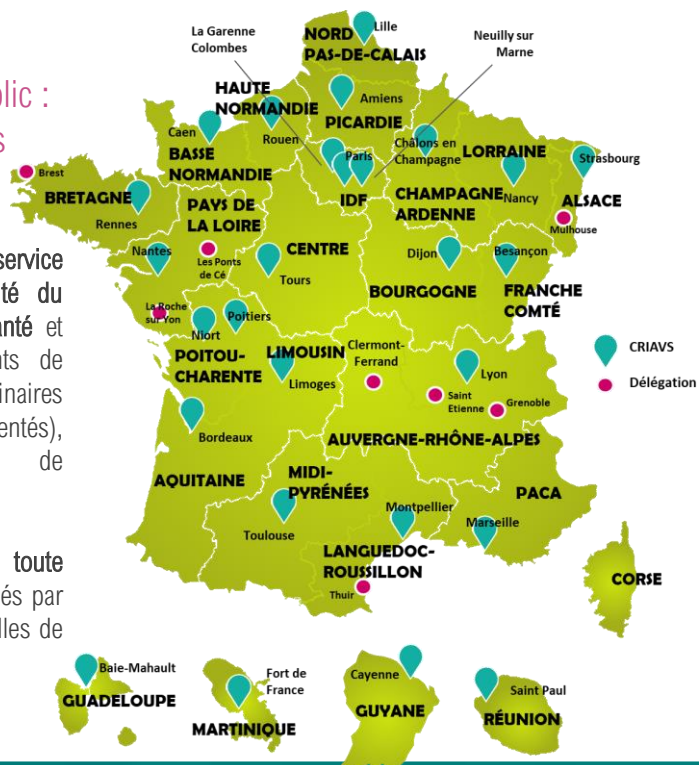 lic :
s
service
té du
anté et
nts de
inaires
entés),
de
toute
és par
lles de
La Garenne
Colombes
NORD
PAS-DE-CALAIS
Lille
Neuilly sur
Marne
HAUTE
NORMANDIE
Amiens
PICARDIE
Caen
Rouen
BASSE
NORMANDIE
Paris
IDF
Châlons en
Champagne
LORRAINE
Strasbourg
CHAMPAGNE
ARDENNE
Nancy
ALSACE
Mulhouse
Brest
BRETAGNE
Rennes
PAYS DE
LA LOIRE
Nantes
Les Ponts
de Cé
CENTRE
Tours
Dijon
BOURGOGNE
Besançon
FRANCHE
COMTÉ
La Roche
sur Yon
Niort
Poitiers
POITOU-
CHARENTE
LIMOUSIN
Limoges
Clermont-
Ferrand
Lyon
Saint
Etienne
Grenoble
AUVERGNE-RHÔNE-ALPES
CRIAVS
Délégation
Bordeaux
AQUITAINE
MIDI-
PYRÉNÉES
Toulouse
Montpellier
LANGUEDOC-
ROUSSILLON
Thuir
Marseille
PACA
CORSE
Baie-Mahault
GUADELOUPE
Fort de
France
MARTINIQUE
Cayenne
GUYANE
Saint Paul
RÉUNION